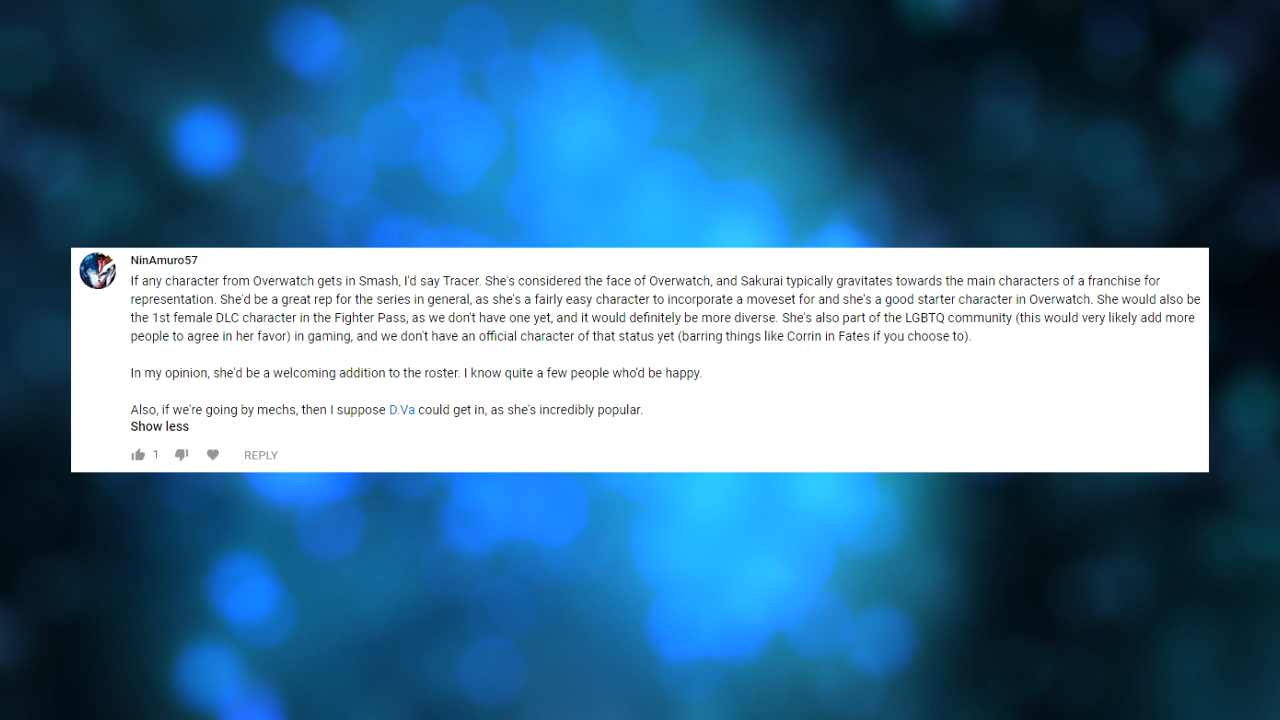 NinAmuro57
If any character from Overwatch gets in Smash, I'd say Tracer. She's considered the face of Overwatch, and Sakurai typically gravitates towards the main characters of a franchise for
representation. She'd be a great rep for the series in general, as she's a fairly easy character to incorporate a moveset for and she's a good starter character in Overwatch. She would also be
the 1st female DLC character in the Fighter Pass, as we don't have one yet, and it would definitely be more diverse. She's also part of the LGBTQ community (this would very likely add more
people to agree in her favor) in gaming, and we don't have an official character of that status yet (barring things like Corrin in Fates if you choose to).
In my opinion, she'd be a welcoming addition to the roster. I know quite a few people who'd be happy.
Also, if we're going by mechs, then I suppose D.Va could get in, as she's incredibly popular.
Show less
1 REPLY